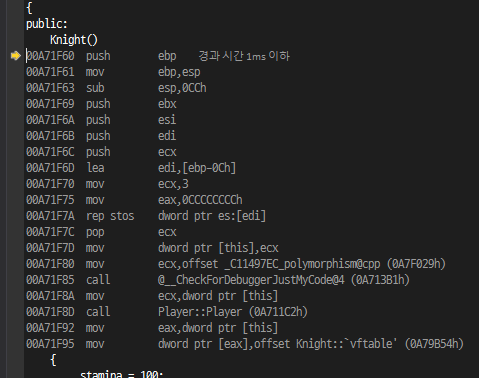 {
public:
Knight()
00A71F60 push ebp 경과 시간 1ms 이하
00A71F61 mov ebp,esp
00A71F63 sub esp,0CCh
00A71F69 push ebx
00A71F6A push esi
00A71F6B push edi
00A71F6C push ecx
00A71F6D lea edi,[ebp-0Ch]
00A71F70 mov ecx,3
00A71F75 mov eax,0CCCCCCCCh
00A71F7A rep stos dword ptr es:[edi]
00A71F7C pop ecx
00A71F7D mov dword ptr [this],ecx
00A71F80 mov ecx,offset _C11497EC_polymorphism@cpp (0A7F029h)
00A71F85 call @__CheckForDebuggerJustMyCode@4 (0A713B1h)
00A71F8A mov ecx,dword ptr [this]
00A71F8D call Player::Player (0A711C2h)
00A71F92 mov eax,dword ptr [this]
00A71F95 mov dword ptr [eax],offset Knight::`vftable' (0A79B54h)
{
stamina = 100;